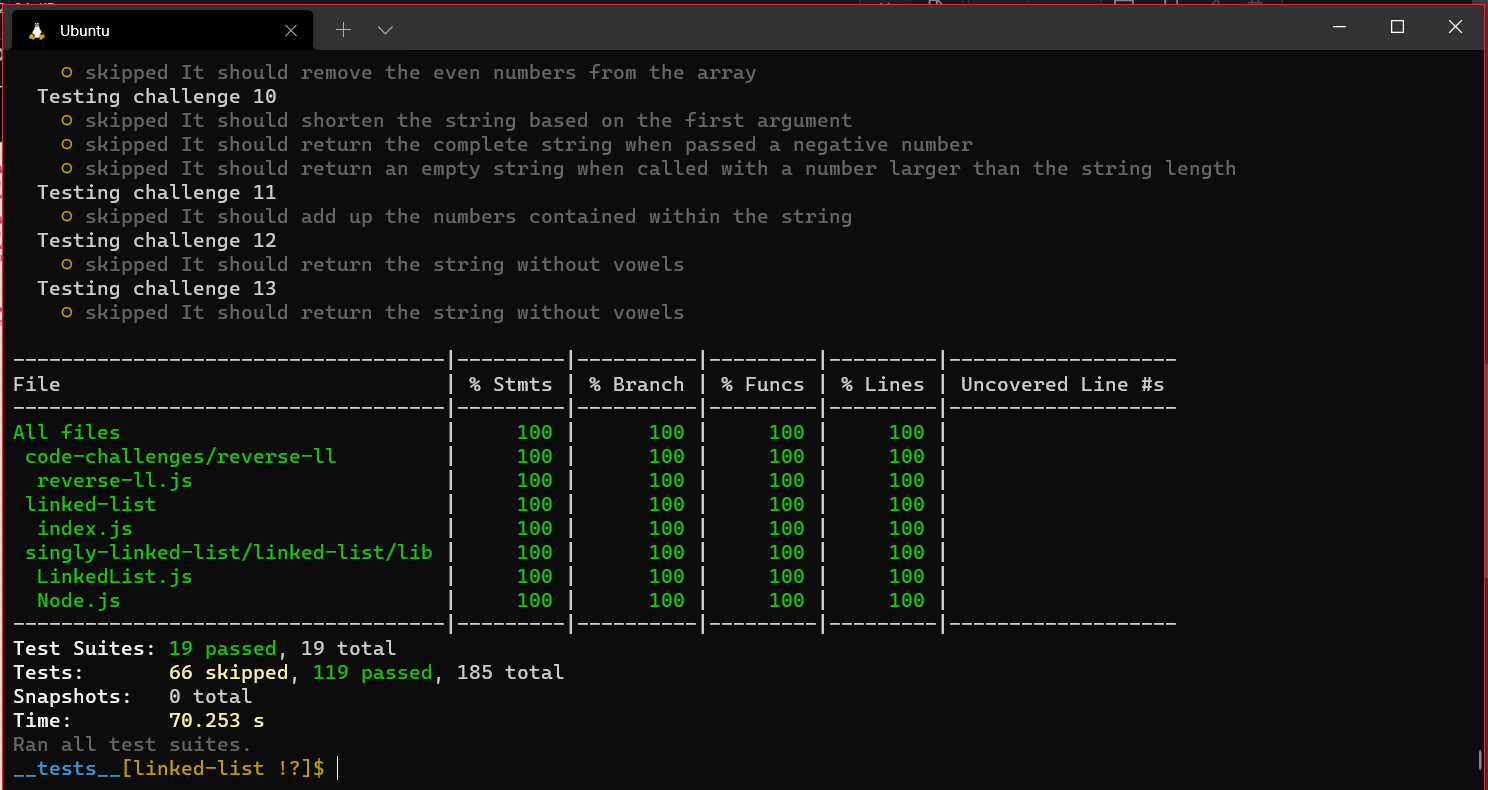 Ubuntu
○ skipped It should remove the even numbers from the array
Testing challenge 10
○ skipped It should shorten the string based on the first argument
○ skipped It should return the complete string when passed a negative number
○ skipped It should return an empty string when called with a number larger than the string length
Testing challenge 11
○ skipped It should add up the numbers contained within the string
Testing challenge 12
○ skipped It should return the string without vowels
Testing challenge 13
○ skipped It should return the string without vowels
------------------------------------|---------|----------|---------|---------|-------------------
File                                | % Stmts | % Branch | % Funcs | % Lines | Uncovered Line #s
------------------------------------|---------|----------|---------|---------|-------------------
All files                           |     100 |      100 |     100 |     100 |
 code-challenges/reverse-ll         |     100 |      100 |     100 |     100 |
  reverse-ll.js                     |     100 |      100 |     100 |     100 |
 linked-list                        |     100 |      100 |     100 |     100 |
  index.js                          |     100 |      100 |     100 |     100 |
 singly-linked-list/linked-list/lib |     100 |      100 |     100 |     100 |
  LinkedList.js                     |     100 |      100 |     100 |     100 |
  Node.js                           |     100 |      100 |     100 |     100 |
------------------------------------|---------|----------|---------|---------|-------------------
Test Suites: 19 passed, 19 total
Tests:       66 skipped, 119 passed, 185 total
Snapshots:   0 total
Time:        70.253 s
Ran all test suites.
__tests__[linked-list !?]$